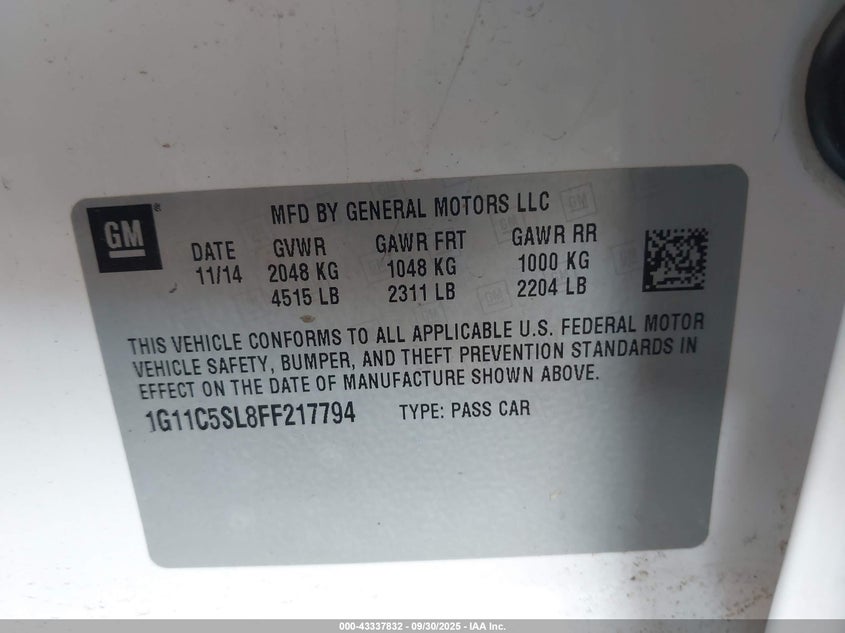 GM
MFD BY GENERAL MOTORS LLC
DATE GVWR GAWR FRT GAWR RR
11/14 2048 KG 1048 KG 1000 KG
4515 LB 2311 LB 2204 LB
THIS VEHICLE CONFORMS TO ALL APPLICABLE U.S. FEDERAL MOTOR
VEHICLE SAFETY, BUMPER, AND THEFT PREVENTION STANDARDS IN
EFFECT ON THE DATE OF MANUFACTURE SHOWN ABOVE.
1G11C5SL8FF217794 TYPE: PASS CAR
000-43337832 - 09/30/2025 - IAA Inc.